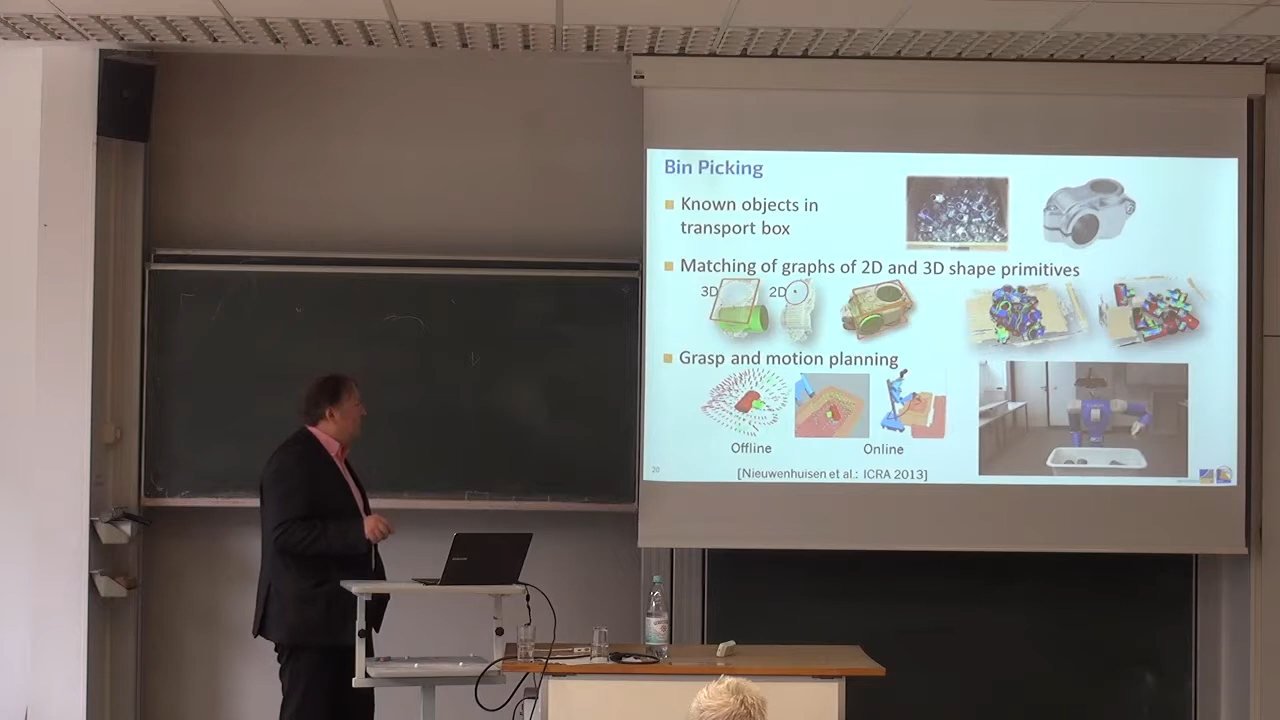 Bin Picking
Known objects in
transport box
Matching of graphs of 2D and 3D shape primitives
3D
2D
Grasp and motion planning
Offline
Online
20
[Nieuwenhuisen et al.: ICRA 2013]